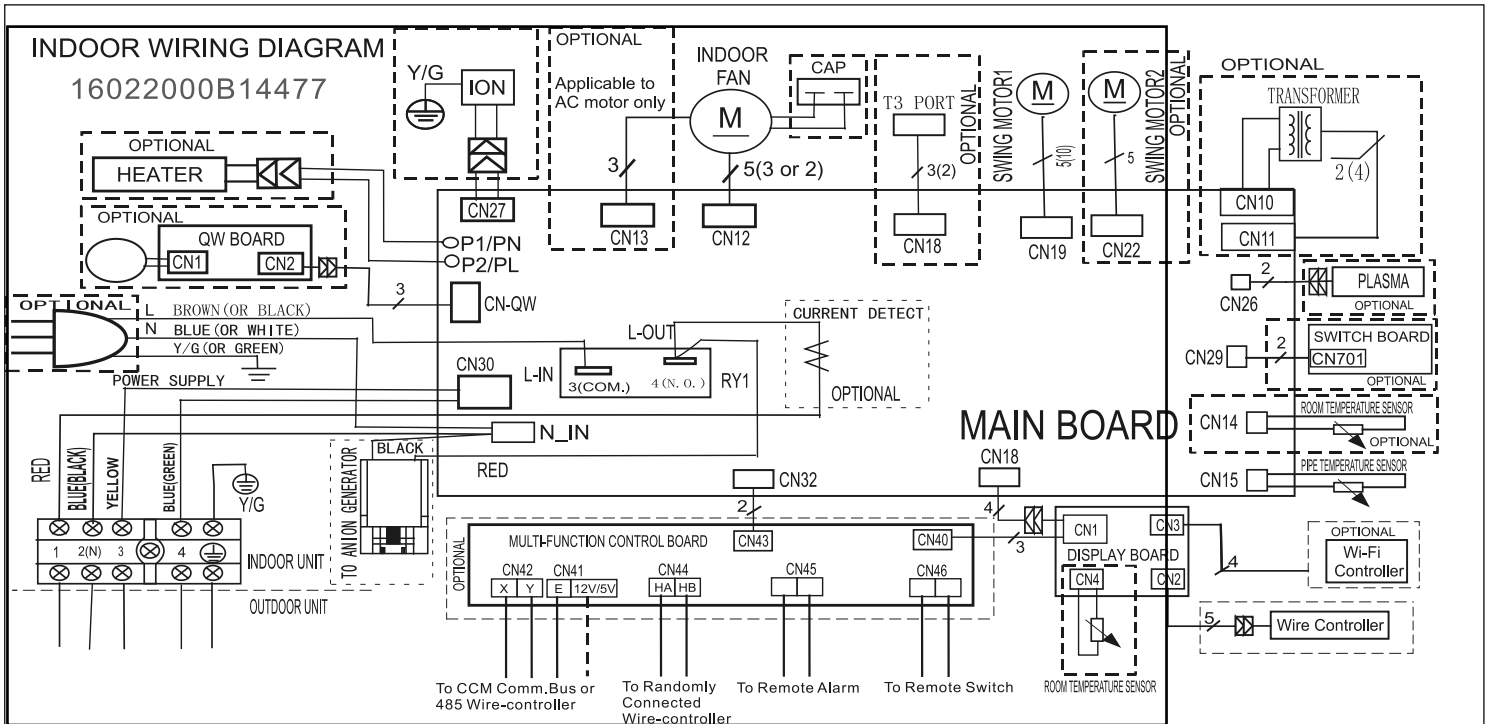 INDOOR WIRING DIAGRAM
16022000B14477
OPTIONAL
HEATER
OPTIONAL
QW BOARD
CN1
CN2
Y/G
ION
CN27
OPTIONAL
Applicable to
AC motor only
3
CN13
INDOOR
FAN
M
5(3 or 2)
CN12
CAP
T3 PORT
3(2)
CN18
OPTIONAL
SWING MOTOR1
M
5(10)
CN19
M
5
CN22
SWING MOTOR2
OPTIONAL
OPTIONAL
TRANSFORMER
2(4)
CN10
CN11
P1/PN
P2/PL
3
CN-QW
2
CN26
PLASMA
OPTIONAL
OPTIONAL
L
BROWN(OR BLACK)
N
BLUE(OR WHITE)
Y/G(OR GREEN)
POWER SUPPLY
CN30
L-OUT
L-IN
3(COM.)
4(N.O.)
RY1
CURRENT DETECT
OPTIONAL
CN29
2
SWITCH BOARD
CN701
OPTIONAL
MAIN BOARD
CN14
ROOM TEMPERATURE SENSOR
OPTIONAL
CN15
PIPE TEMPERATURE SENSOR
N_IN
BLACK
RED
TO ANION GENERATOR
RED
BLUE(BLACK)
YELLOW
BLUE(GREEN)
Y/G
1
2(N)
3
4
INDOOR UNIT
OUTDOOR UNIT
CN32
2
CN18
4
OPTIONAL
MULTI-FUNCTION CONTROL BOARD
CN43
CN40
3
CN42
X
Y
CN41
E
12V/5V
CN44
HA
HB
CN45
CN46
CN1
CN3
DISPLAY BOARD
CN4
CN2
4
OPTIONAL
Wi-Fi
Controller
5
Wire Controller
ROOM TEMPERATURE SENSOR
To CCM Comm.Bus or
485 Wire-controller
To Randomly
Connected
Wire-controller
To Remote Alarm
To Remote Switch